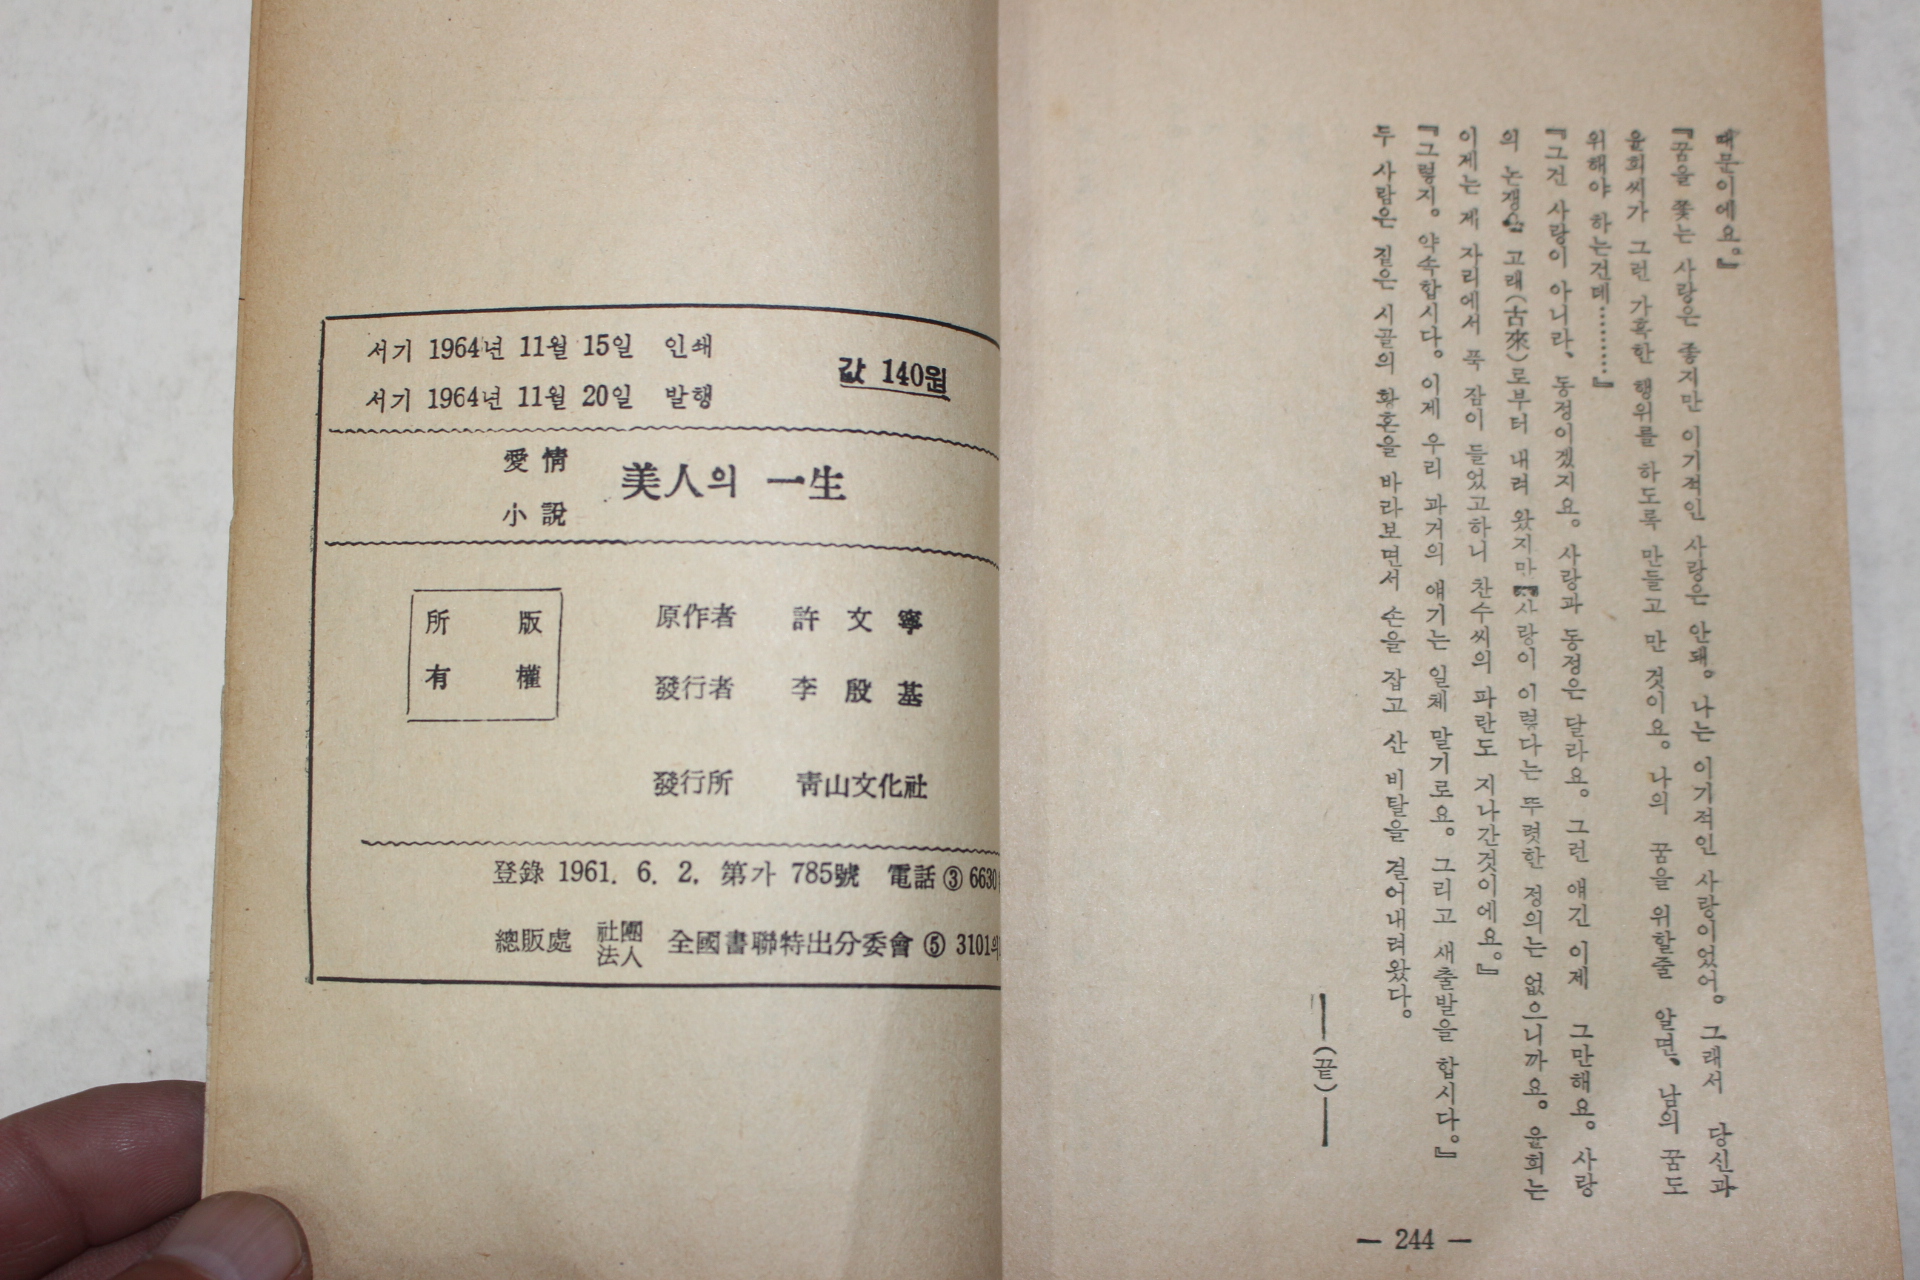 때문이에요。』
『꿈을 쫓는 사랑은 좋지만 이기적인 사랑은 안돼。 나는 이기적인 사랑이었어。 그래서 당신과
윤희씨가 그런 가혹한 행위를 하도록 만들고 만 것이요。 나의 꿈을 위할줄 알면、 남의 꿈도
위해야 하는건데………』
『그건 사랑이 아니라、 동정이겠지요。 사랑과 동정은 달라요。 그런 얘긴 이제 그만해요。 사랑
의 논쟁은 고래(古來)로부터 내려 왔지만 사랑이 이렇다는 뚜렷한 정의는 없으니까요。 윤희는
이제는 제 자리에서 푹 잠이 들었고하니 찬수씨의 파란도 지나간것이에요。』
『그렇지。 약속합시다。 이제 우리 과거의 얘기는 일체 말기로요。 그리고 새출발을 합시다。』
두 사람은 짙은 시골의 황혼을 바라보면서 손을 잡고 산 비탈을 걸어내려왔다。
——(끝)——
— 244 —
서기 1964년 11월 15일 인쇄
서기 1964년 11월 20일 발행
값 140원
愛情
小說
美人의 一生
所 版
有 權
原作者 許文寧
發行者 李殷基
發行所 靑山文化社
登錄 1961. 6. 2. 第가 785號 電話 ③ 6630
總販處 社團法人 全國書聯特出分委會 ⑤ 3101의